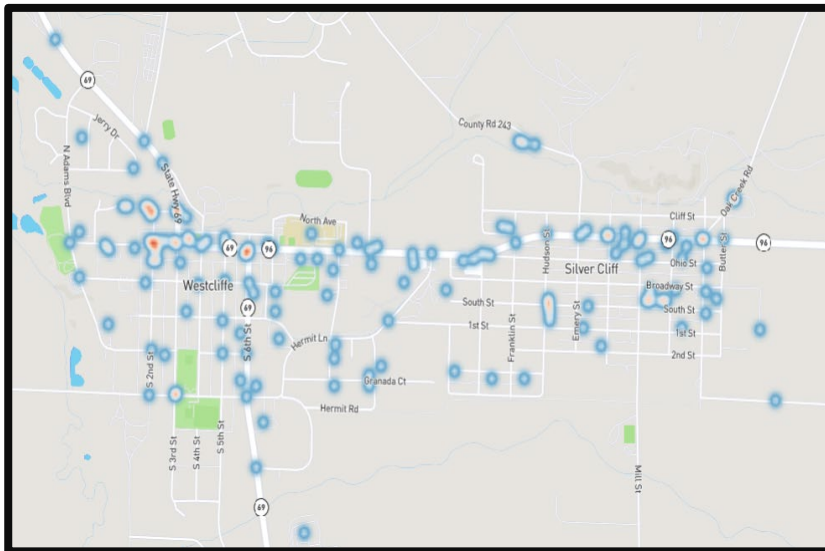 69
Jerry Dr
County Rd 243
N Adams Blvd
State Hwy 69
Oak Creek Rd
North Ave
Cliff St
69
96
96
96
Hudson St
Butler St
Ohio St
Silver Cliff
Westcliffe
Broadway St
South St
South St
69
1st St
1st St
Franklin St
Emery St
S 6th St
Hermit Ln
2nd St
S 2nd St
Granada Ct
Hermit Rd
S 3rd St
S 4th St
S 5th St
Mill St
69